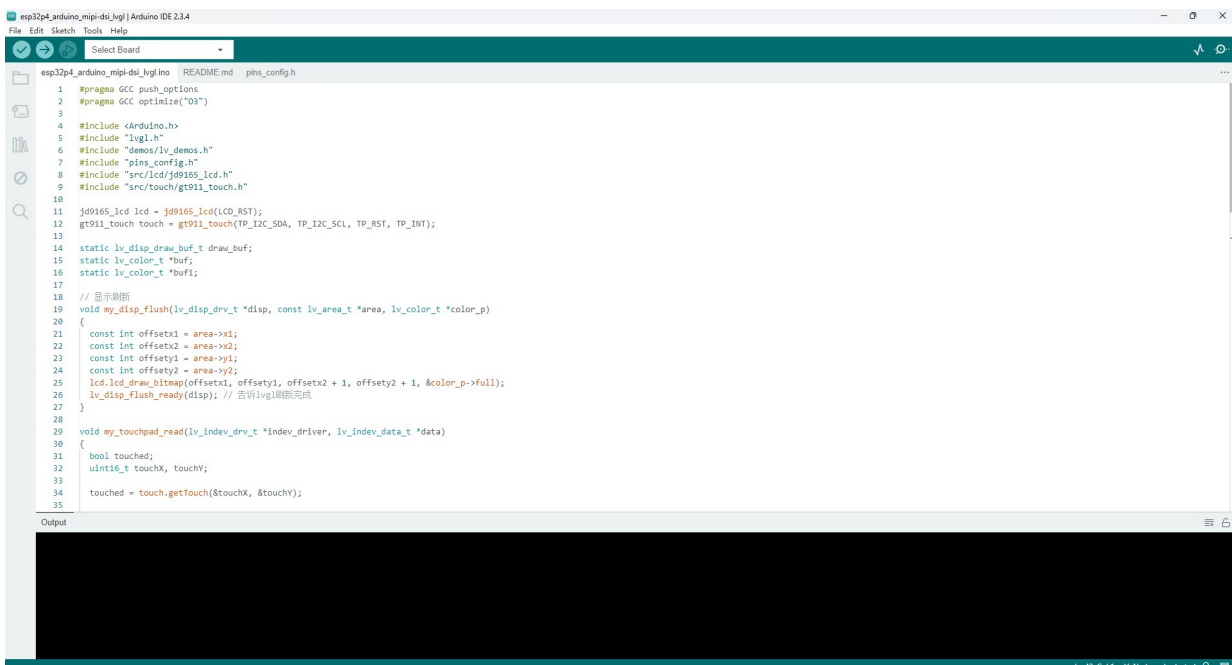 esp32p4_arduino_mipi-dsi_lvgl | Arduino IDE 2.3.4
File Edit Sketch Tools Help
Select Board
esp32p4_arduino_mipi-dsi_lvgl.ino README.md pins_config.h
1 #pragma GCC push_options
2 #pragma GCC optimize("O3")
3
4 #include <Arduino.h>
5 #include "lvgl.h"
6 #include "demos/lv_demos.h"
7 #include "pins_config.h"
8 #include "src/lcd/jd9165_lcd.h"
9 #include "src/touch/gt911_touch.h"
10
11 jd9165_lcd lcd = jd9165_lcd(LCD_RST);
12 gt911_touch touch = gt911_touch(TP_I2C_SDA, TP_I2C_SCL, TP_RST, TP_INT);
13
14 static lv_disp_draw_buf_t draw_buf;
15 static lv_color_t *buf;
16 static lv_color_t *buf1;
17
18 // 显示刷新
19 void my_disp_flush(lv_disp_drv_t *disp, const lv_area_t *area, lv_color_t *color_p)
20 {
21 const int offsetx1 = area->x1;
22 const int offsetx2 = area->x2;
23 const int offsety1 = area->y1;
24 const int offsety2 = area->y2;
25 lcd.lcd_draw_bitmap(offsetx1, offsety1, offsetx2 + 1, offsety2 + 1, &color_p->full);
26 lv_disp_flush_ready(disp); // 告诉lvgl刷新完成
27 }
28
29 void my_touchpad_read(lv_indev_drv_t *indev_driver, lv_indev_data_t *data)
30 {
31 bool touched;
32 uint16_t touchX, touchY;
33
34 touched = touch.getTouch(&touchX, &touchY);
35
Output